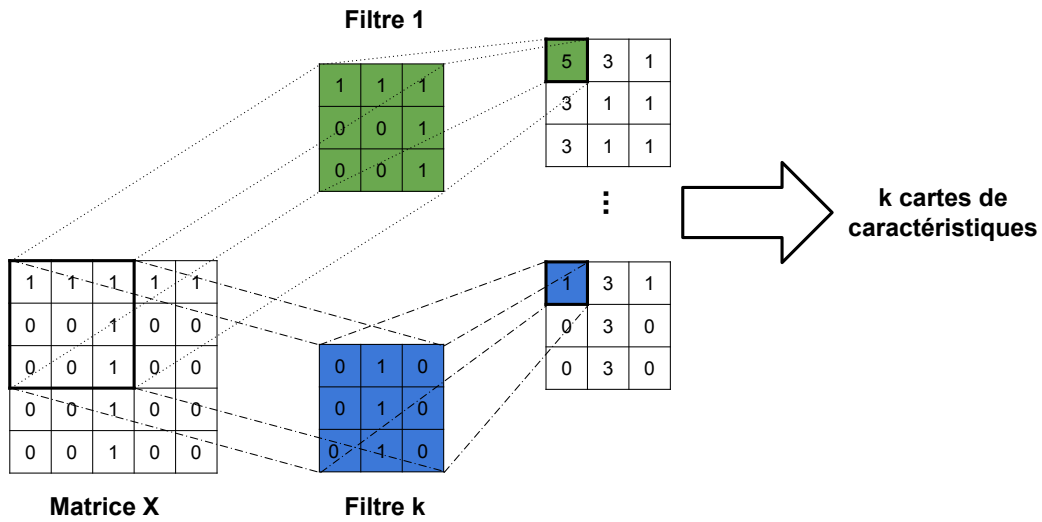 Filtre 1
1 1 1
0 0 1
0 0 1
5 3 1
3 1 1
3 1 1
⋮
k cartes de
caractéristiques
1 1 1 1 1
0 0 1 0 0
0 0 1 0 0
0 0 1 0 0
0 0 1 0 0
0 1 0
0 1 0
0 1 0
1 3 1
0 3 0
0 3 0
Matrice X
Filtre k